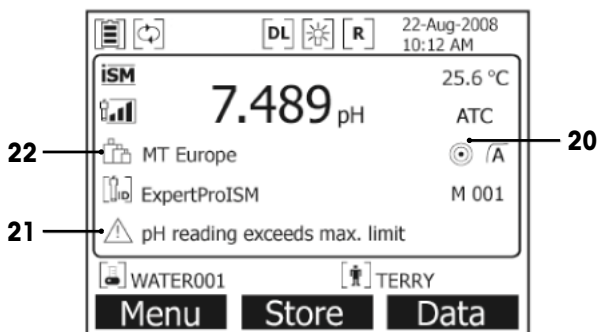 DL R 22-Aug-2008
10:12 AM
iSM 25.6 °C
7.489 pH ATC
20
22 MT Europe A
ID ExpertProISM M 001
21 pH reading exceeds max. limit
WATER001 TERRY
Menu Store Data